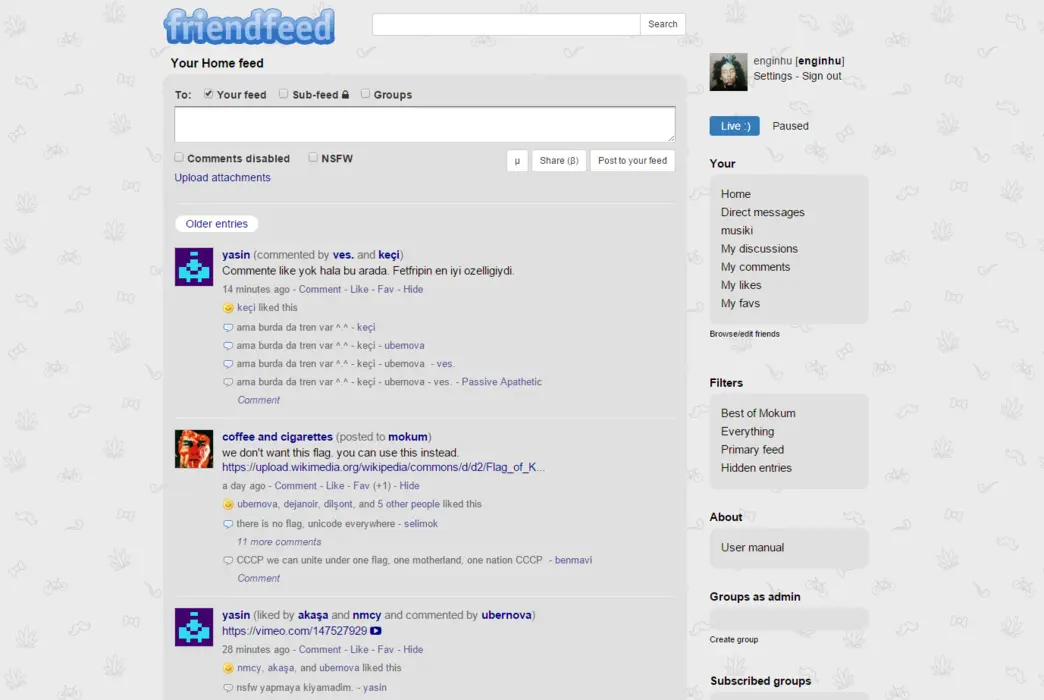 friendfeed
Search
Your Home feed
To: Your feed Sub-feed Groups
Comments disabled NSFW
µ Share (β) Post to your feed
Upload attachments
Older entries
yasin (commented by ves. and keçi)
Commente like yok hala bu arada. Fetfripin en iyi ozelligiydi.
14 minutes ago - Comment - Like - Fav - Hide
keçi liked this
ama burda da tren var ^.^ - keçi
ama burda da tren var ^.^ - keçi - ubernova
ama burda da tren var ^.^ - keçi - ubernova - ves.
ama burda da tren var ^.^ - keçi - ubernova - ves. - Passive Apathetic
Comment
coffee and cigarettes (posted to mokum)
we don't want this flag. you can use this instead.
https://upload.wikimedia.org/wikipedia/commons/d/d2/Flag_of_K...
a day ago - Comment - Like - Fav (+1) - Hide
ubernova, dejanoir, dilşont, and 5 other people liked this
there is no flag, unicode everywhere - selimok
11 more comments
CCCP we can unite under one flag, one motherland, one nation CCCP - benmavi
Comment
yasin (liked by akaşa and nmcy and commented by ubernova)
https://vimeo.com/147527929
28 minutes ago - Comment - Like - Fav - Hide
nmcy, akaşa, and ubernova liked this
nsfw yapmaya kiyamadim. - yasin
enginhu [enginhu]
Settings - Sign out
Live :) Paused
Your
Home
Direct messages
musiki
My discussions
My comments
My likes
My favs
Browse/edit friends
Filters
Best of Mokum
Everything
Primary feed
Hidden entries
About
User manual
Groups as admin
Create group
Subscribed groups